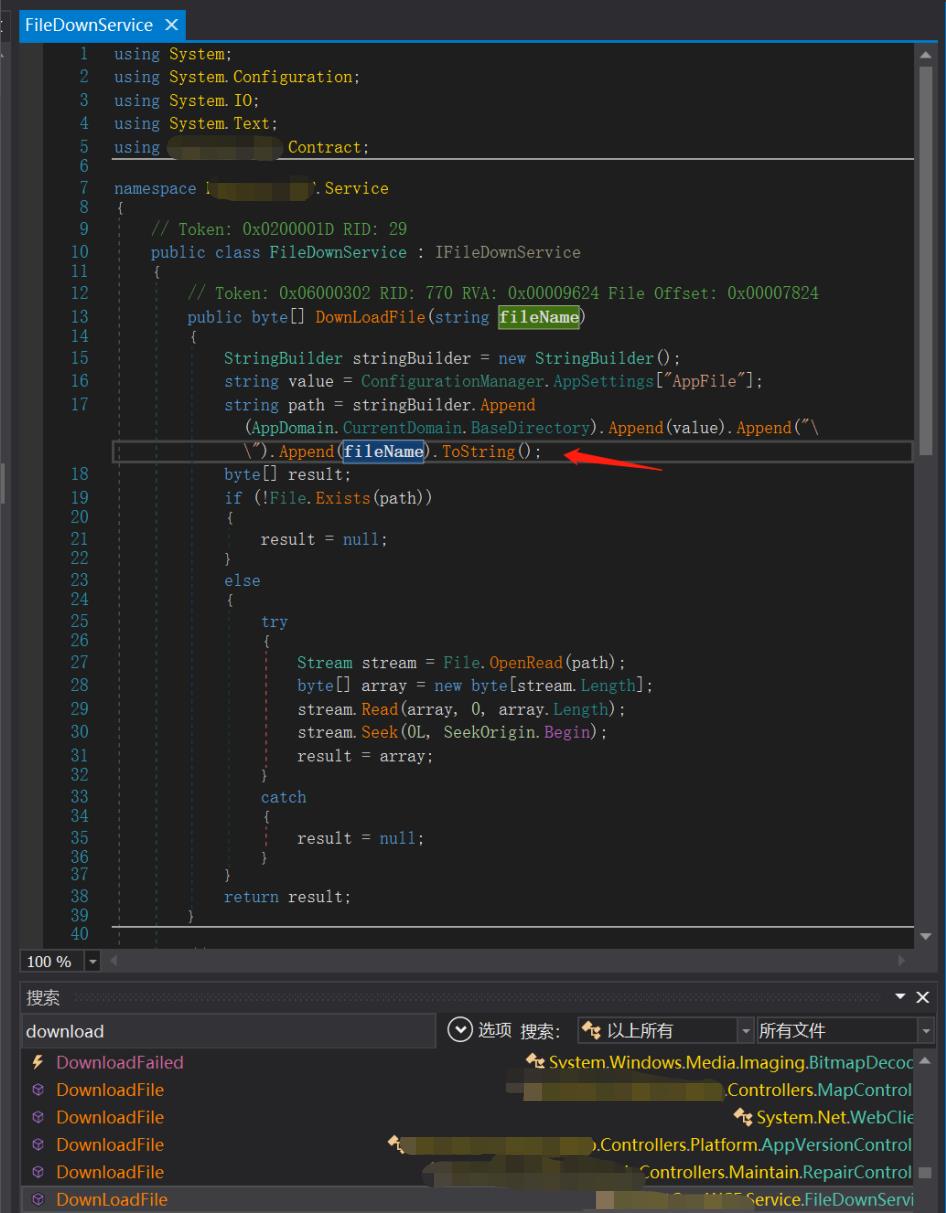 FileDownService
1 using System;
2 using System.Configuration;
3 using System.IO;
4 using System.Text;
5 using Contract;
6
7 namespace .Service
8 {
9 // Token: 0x0200001D RID: 29
10 public class FileDownService : IFileDownService
11 {
12 // Token: 0x06000302 RID: 770 RVA: 0x00009624 File Offset: 0x00007824
13 public byte[] DownLoadFile(string fileName)
14 {
15 StringBuilder stringBuilder = new StringBuilder();
16 string value = ConfigurationManager.AppSettings["AppFile"];
17 string path = stringBuilder.Append
(AppDomain.CurrentDomain.BaseDirectory).Append(value).Append("\
\").Append(fileName).ToString();
18 byte[] result;
19 if (!File.Exists(path))
20 {
21 result = null;
22 }
23 else
24 {
25 try
26 {
27 Stream stream = File.OpenRead(path);
28 byte[] array = new byte[stream.Length];
29 stream.Read(array, 0, array.Length);
30 stream.Seek(0L, SeekOrigin.Begin);
31 result = array;
32 }
33 catch
34 {
35 result = null;
36 }
37 }
38 return result;
39 }
40
100 %
搜索
download 选项 搜索: 以上所有 所有文件
DownloadFailed System.Windows.Media.Imaging.BitmapDecod
DownloadFile .Controllers.MapControl
DownloadFile System.Net.WebClie
DownloadFile .Controllers.Platform.AppVersionControl
DownloadFile .Controllers.Maintain.RepairControl
DownLoadFile Service.FileDownServi